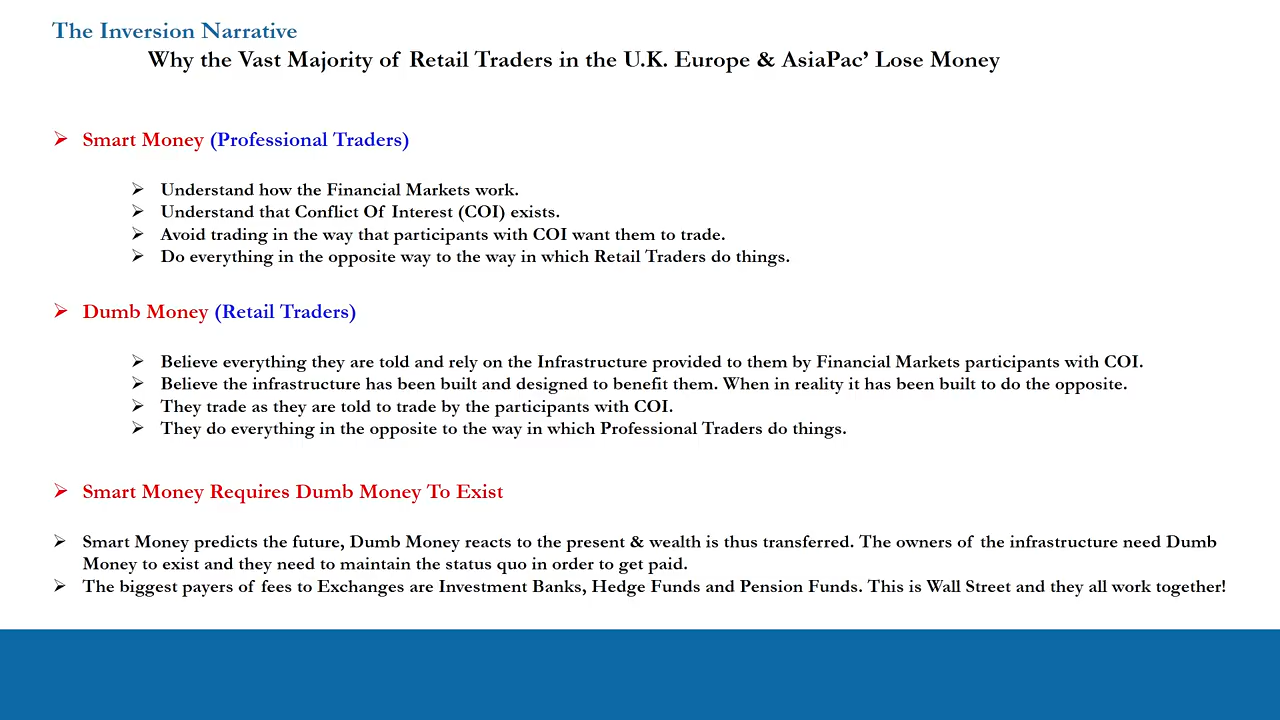 The Inversion Narrative
Why the Vast Majority of Retail Traders in the U.K. Europe & AsiaPac’ Lose Money
➢ Smart Money (Professional Traders)
➢ Understand how the Financial Markets work.
➢ Understand that Conflict Of Interest (COI) exists.
➢ Avoid trading in the way that participants with COI want them to trade.
➢ Do everything in the opposite way to the way in which Retail Traders do things.
➢ Dumb Money (Retail Traders)
➢ Believe everything they are told and rely on the Infrastructure provided to them by Financial Markets participants with COI.
➢ Believe the infrastructure has been built and designed to benefit them. When in reality it has been built to do the opposite.
➢ They trade as they are told to trade by the participants with COI.
➢ They do everything in the opposite to the way in which Professional Traders do things.
➢ Smart Money Requires Dumb Money To Exist
➢ Smart Money predicts the future, Dumb Money reacts to the present & wealth is thus transferred. The owners of the infrastructure need Dumb
Money to exist and they need to maintain the status quo in order to get paid.
➢ The biggest payers of fees to Exchanges are Investment Banks, Hedge Funds and Pension Funds. This is Wall Street and they all work together!